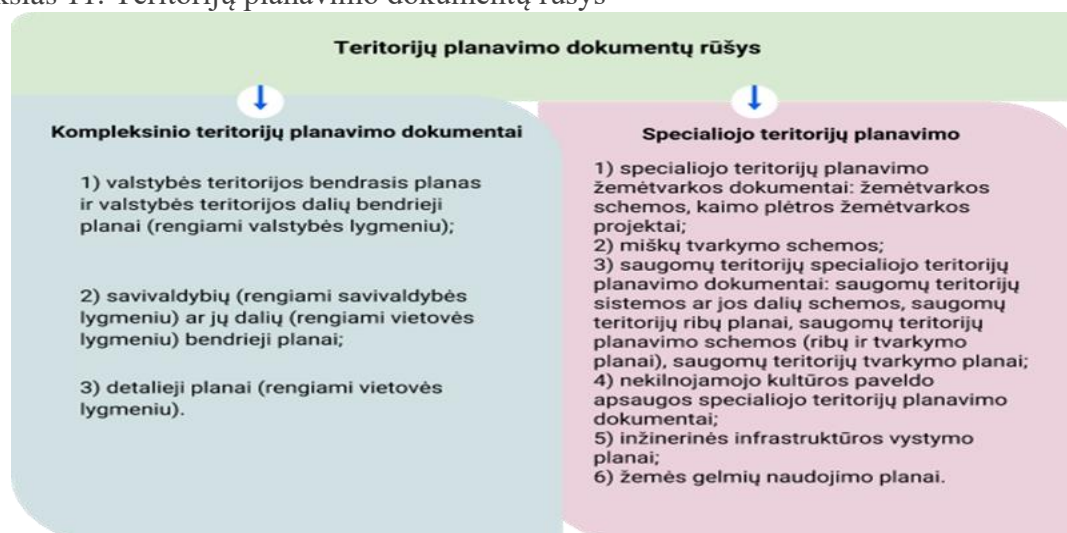 11. Teritorijų planavimo dokumentų rūšys
Teritorijų planavimo dokumentų rūšys
Kompleksinio teritorijų planavimo dokumentai
1) valstybės teritorijos bendrasis planas
ir valstybės teritorijos dalių bendrieji
planai (rengiami valstybės lygmeniu);
2) savivaldybių (rengiami savivaldybės
lygmeniu) ar jų dalių (rengiami vietovės
lygmeniu) bendrieji planai;
3) detalieji planai (rengiami vietovės
lygmeniu).
Specialiojo teritorijų planavimo
1) specialiojo teritorijų planavimo
žemėtvarkos dokumentai: žemėtvarkos
schemos, kaimo plėtros žemėtvarkos
projektai;
2) miškų tvarkymo schemos;
3) saugomų teritorijų specialiojo teritorijų
planavimo dokumentai: saugomų teritorijų
sistemos ar jos dalių schemos, saugomų
teritorijų ribų planai, saugomų teritorijų
planavimo schemos (ribų ir tvarkymo
planai), saugomų teritorijų tvarkymo planai;
4) nekilnojamojo kultūros paveldo
apsaugos specialiojo teritorijų planavimo
dokumentai;
5) inžinerinės infrastruktūros vystymo
planai;
6) žemės gelmių naudojimo planai.